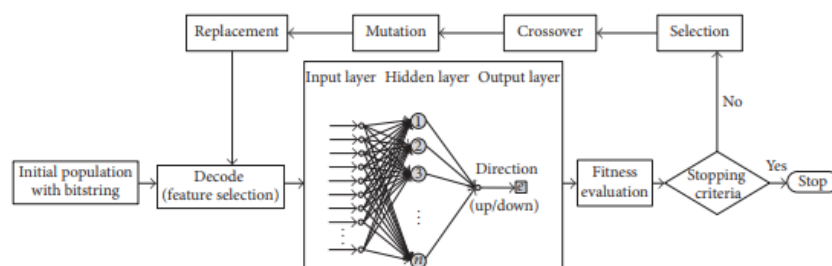 Replacement
Mutation
Crossover
Selection
Input layer Hidden layer Output layer
No
1
2
3
n
Direction
(up/down)
Initial population
with bitstring
Decode
(feature selection)
Fitness
evaluation
Stopping
criteria
Yes
Stop